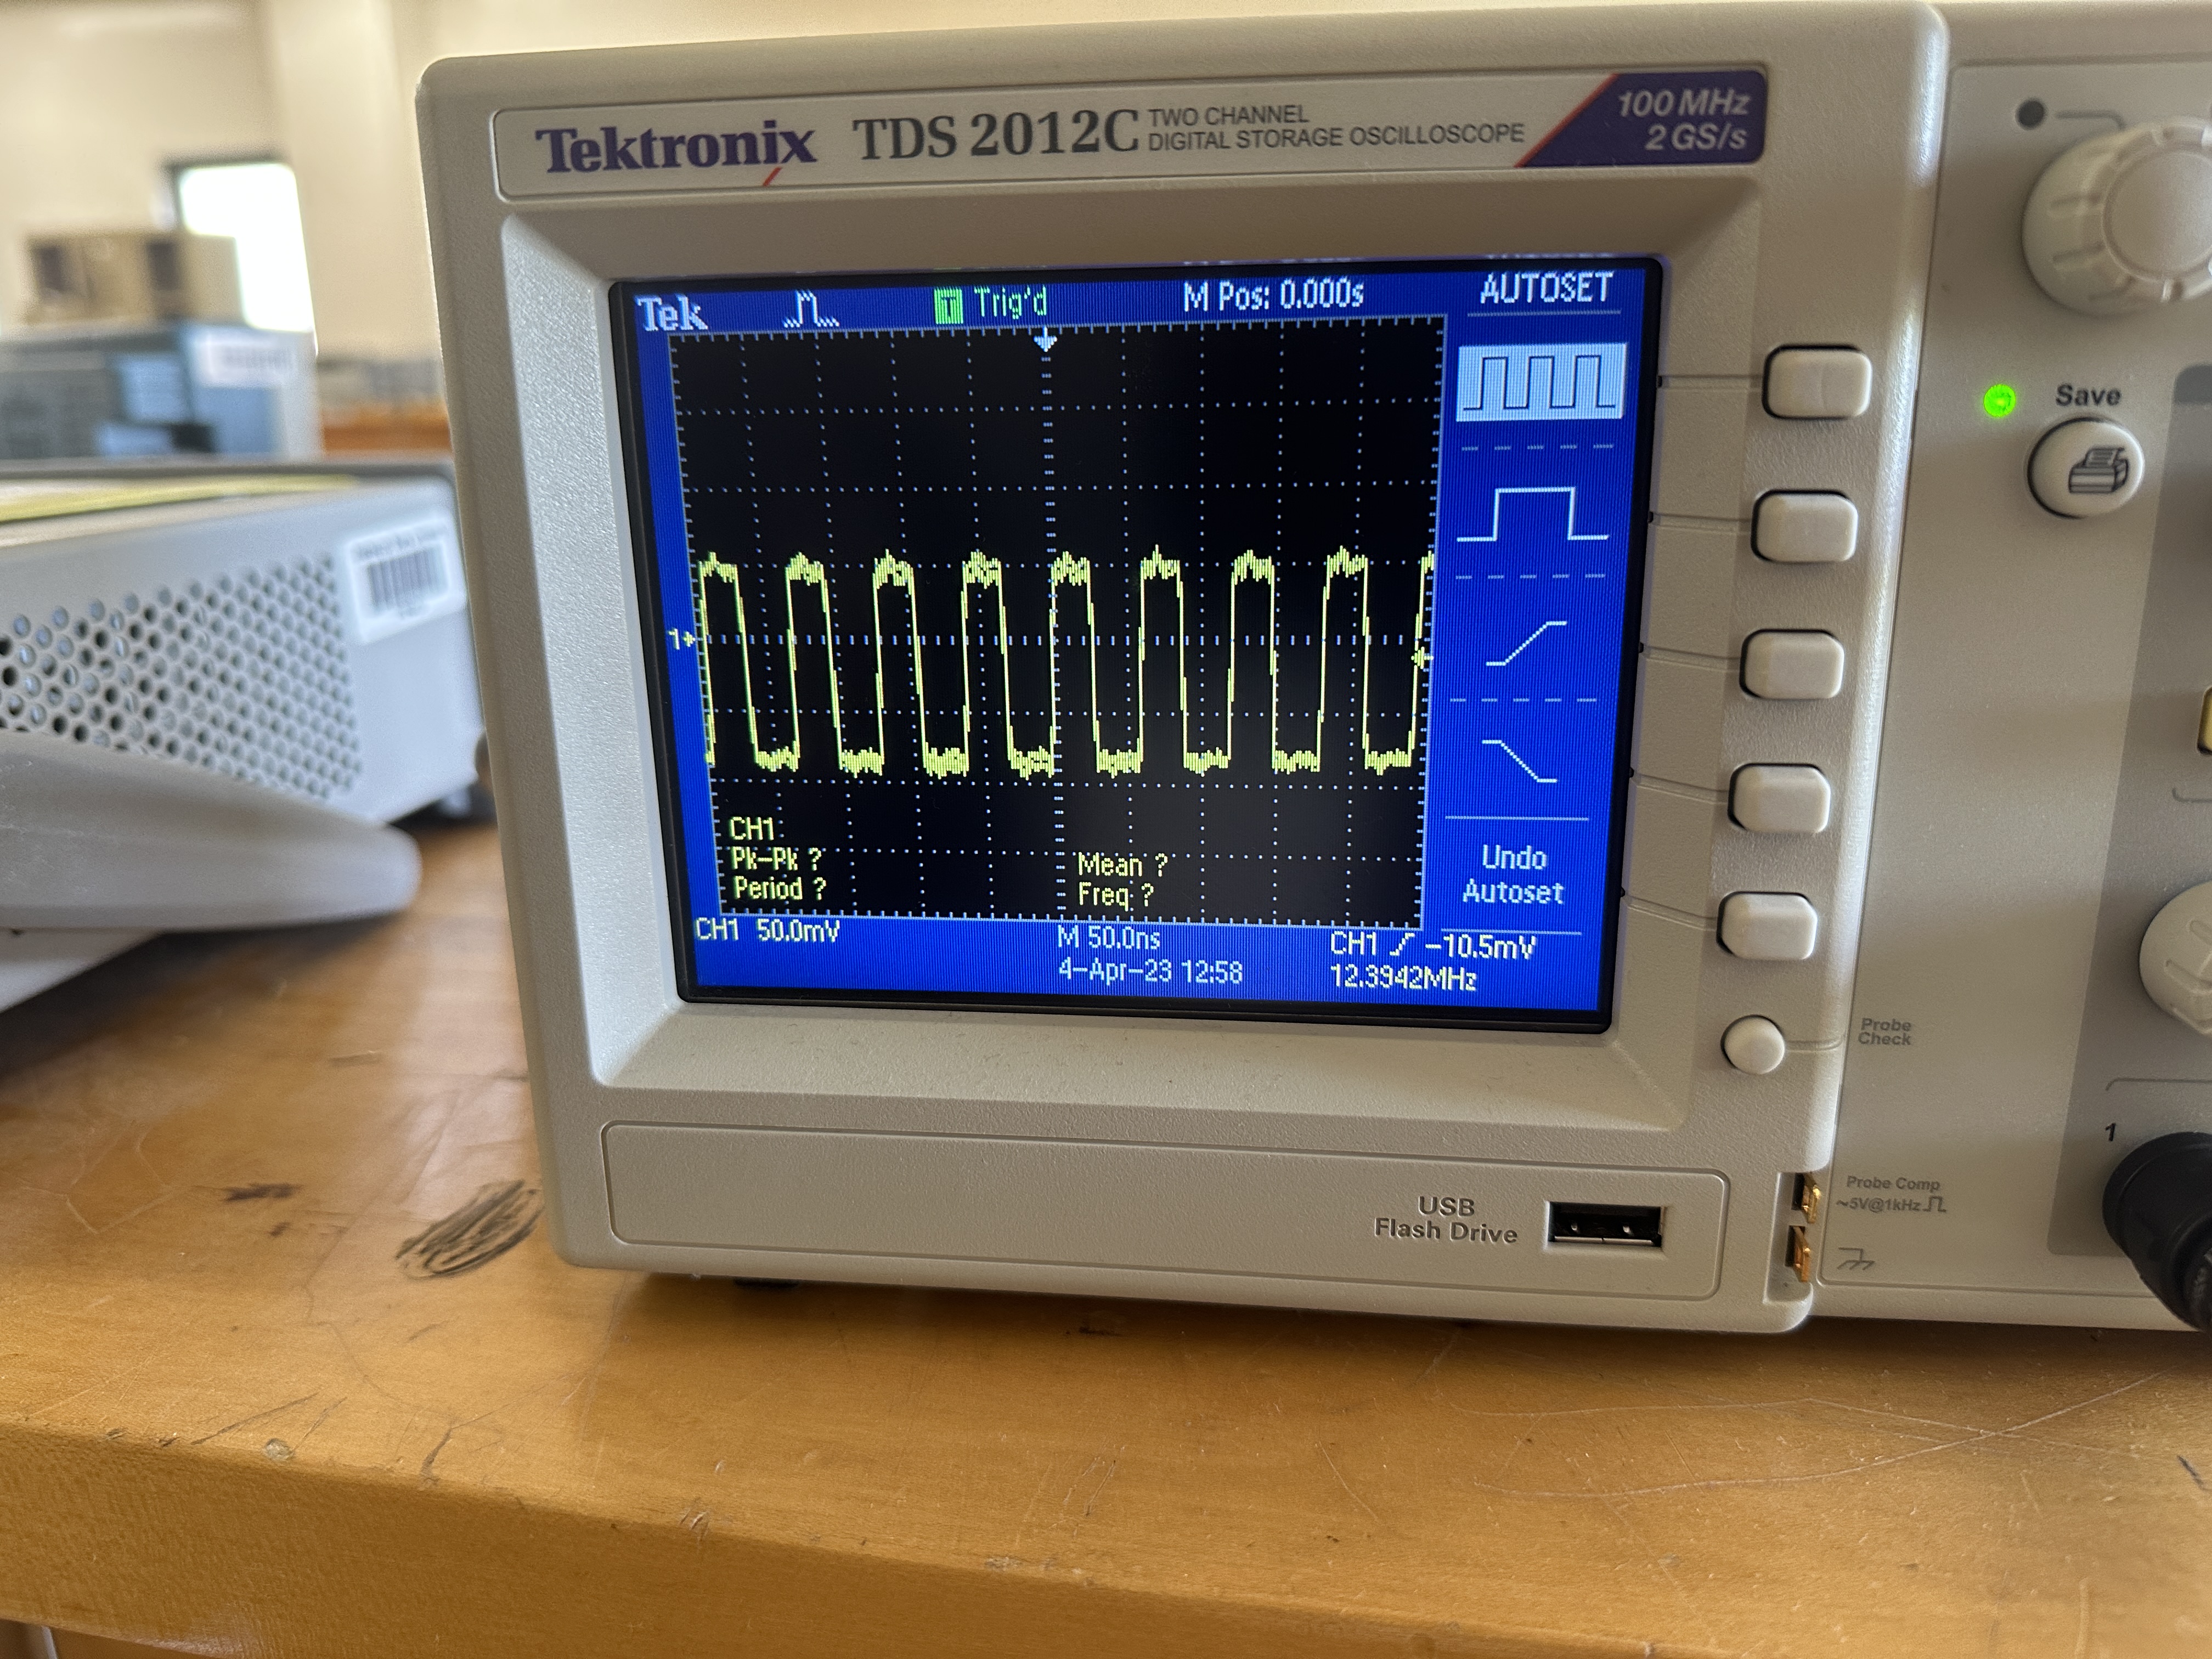 Tektronix TDS 2012C TWO CHANNEL
DIGITAL STORAGE OSCILLOSCOPE
100 MHz
2 GS/s
Tek
T Trig'd
M Pos: 0.000s
AUTOSET
1
CH1
Pk-Pk ?
Period ?
Mean ?
Freq ?
Undo
Autoset
CH1 50.0mV
M 50.0ns
CH1 -10.5mV
4-Apr-23 12:58
12.3942MHz
Save
Probe
Check
1
Probe Comp
~5V@1kHz
USB
Flash Drive